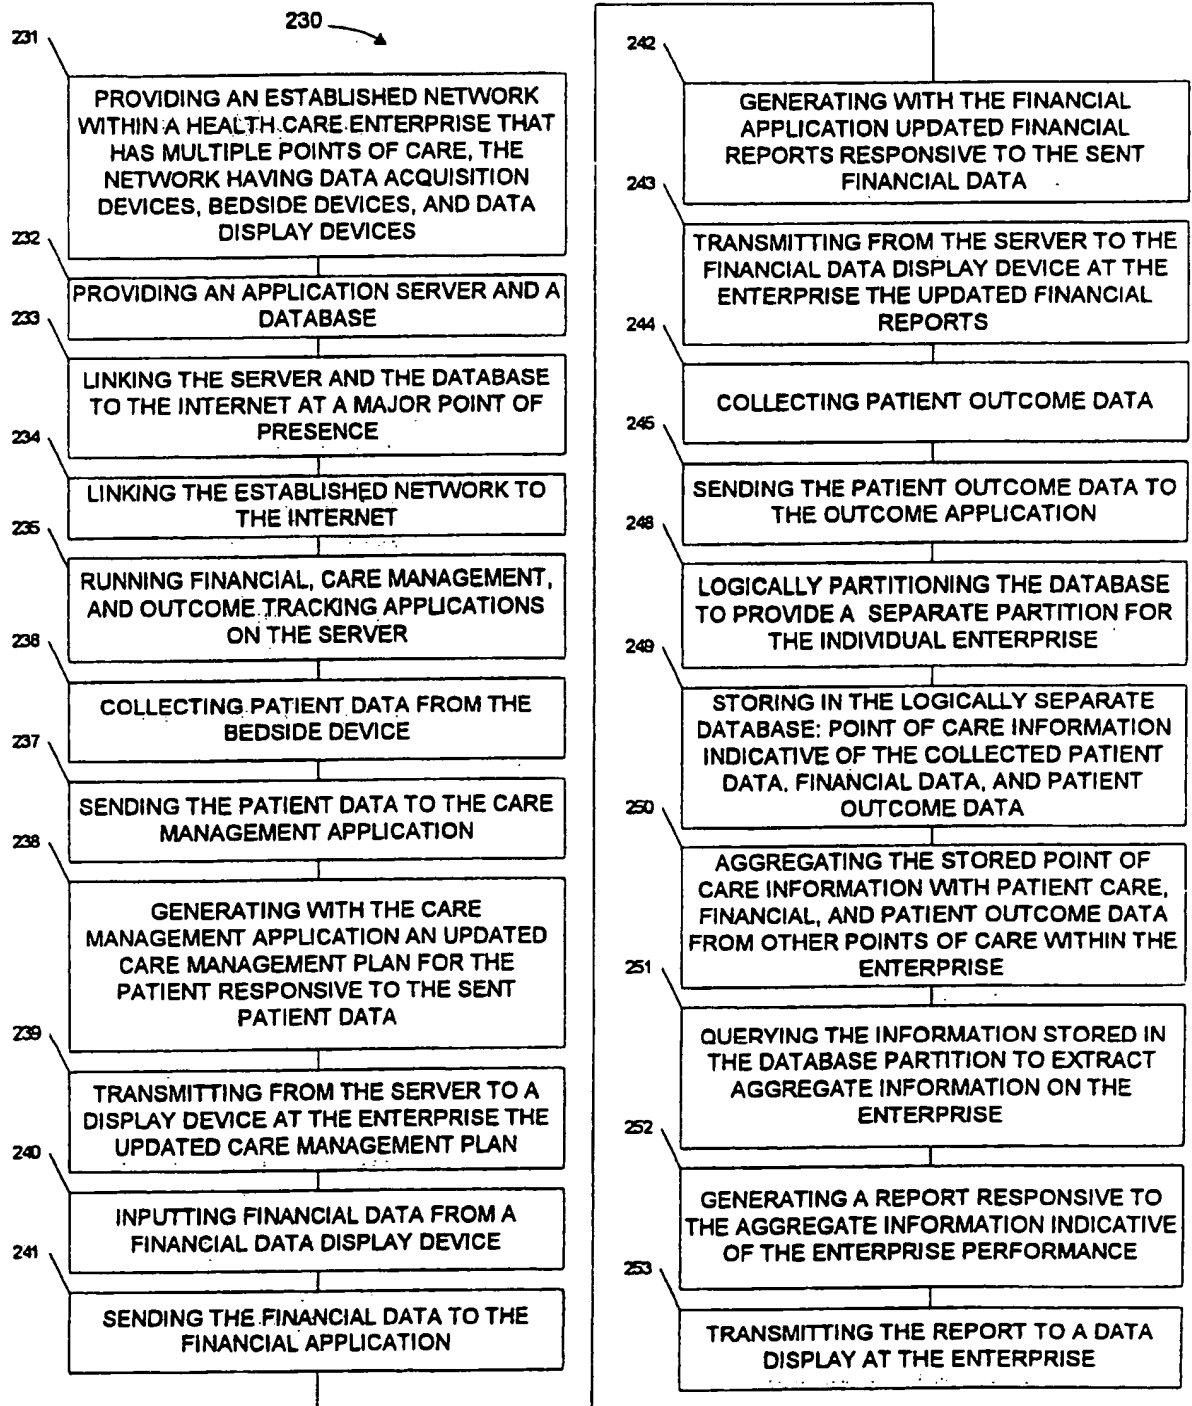 230
231
PROVIDING AN ESTABLISHED NETWORK
WITHIN A HEALTH CARE ENTERPRISE THAT
HAS MULTIPLE POINTS OF CARE, THE
NETWORK HAVING DATA ACQUISITION
DEVICES, BEDSIDE DEVICES, AND DATA
DISPLAY DEVICES
232
PROVIDING AN APPLICATION SERVER AND A
DATABASE
233
LINKING THE SERVER AND THE DATABASE
TO THE INTERNET AT A MAJOR POINT OF
PRESENCE
234
LINKING THE ESTABLISHED NETWORK TO
THE INTERNET
235
RUNNING FINANCIAL, CARE MANAGEMENT,
AND OUTCOME TRACKING APPLICATIONS
ON THE SERVER
236
COLLECTING PATIENT DATA FROM THE
BEDSIDE DEVICE
237
SENDING THE PATIENT DATA TO THE CARE
MANAGEMENT APPLICATION
238
GENERATING WITH THE CARE
MANAGEMENT APPLICATION AN UPDATED
CARE MANAGEMENT PLAN FOR THE
PATIENT RESPONSIVE TO THE SENT
PATIENT DATA
239
TRANSMITTING FROM THE SERVER TO A
DISPLAY DEVICE AT THE ENTERPRISE THE
UPDATED CARE MANAGEMENT PLAN
240
INPUTTING FINANCIAL DATA FROM A
FINANCIAL DATA DISPLAY DEVICE
241
SENDING THE FINANCIAL DATA TO THE
FINANCIAL APPLICATION
242
GENERATING WITH THE FINANCIAL
APPLICATION UPDATED FINANCIAL
REPORTS RESPONSIVE TO THE SENT
FINANCIAL DATA
243
TRANSMITTING FROM THE SERVER TO THE
FINANCIAL DATA DISPLAY DEVICE AT THE
ENTERPRISE THE UPDATED FINANCIAL
REPORTS
244
COLLECTING PATIENT OUTCOME DATA
245
SENDING THE PATIENT OUTCOME DATA TO
THE OUTCOME APPLICATION
248
LOGICALLY PARTITIONING THE DATABASE
TO PROVIDE A SEPARATE PARTITION FOR
THE INDIVIDUAL ENTERPRISE
249
STORING IN THE LOGICALLY SEPARATE
DATABASE: POINT OF CARE INFORMATION
INDICATIVE OF THE COLLECTED PATIENT
DATA, FINANCIAL DATA, AND PATIENT
OUTCOME DATA
250
AGGREGATING THE STORED POINT OF
CARE INFORMATION WITH PATIENT CARE,
FINANCIAL, AND PATIENT OUTCOME DATA
FROM OTHER POINTS OF CARE WITHIN THE
ENTERPRISE
251
QUERYING THE INFORMATION STORED IN
THE DATABASE PARTITION TO EXTRACT
AGGREGATE INFORMATION ON THE
ENTERPRISE
252
GENERATING A REPORT RESPONSIVE TO
THE AGGREGATE INFORMATION INDICATIVE
OF THE ENTERPRISE PERFORMANCE
253
TRANSMITTING THE REPORT TO A DATA
DISPLAY AT THE ENTERPRISE